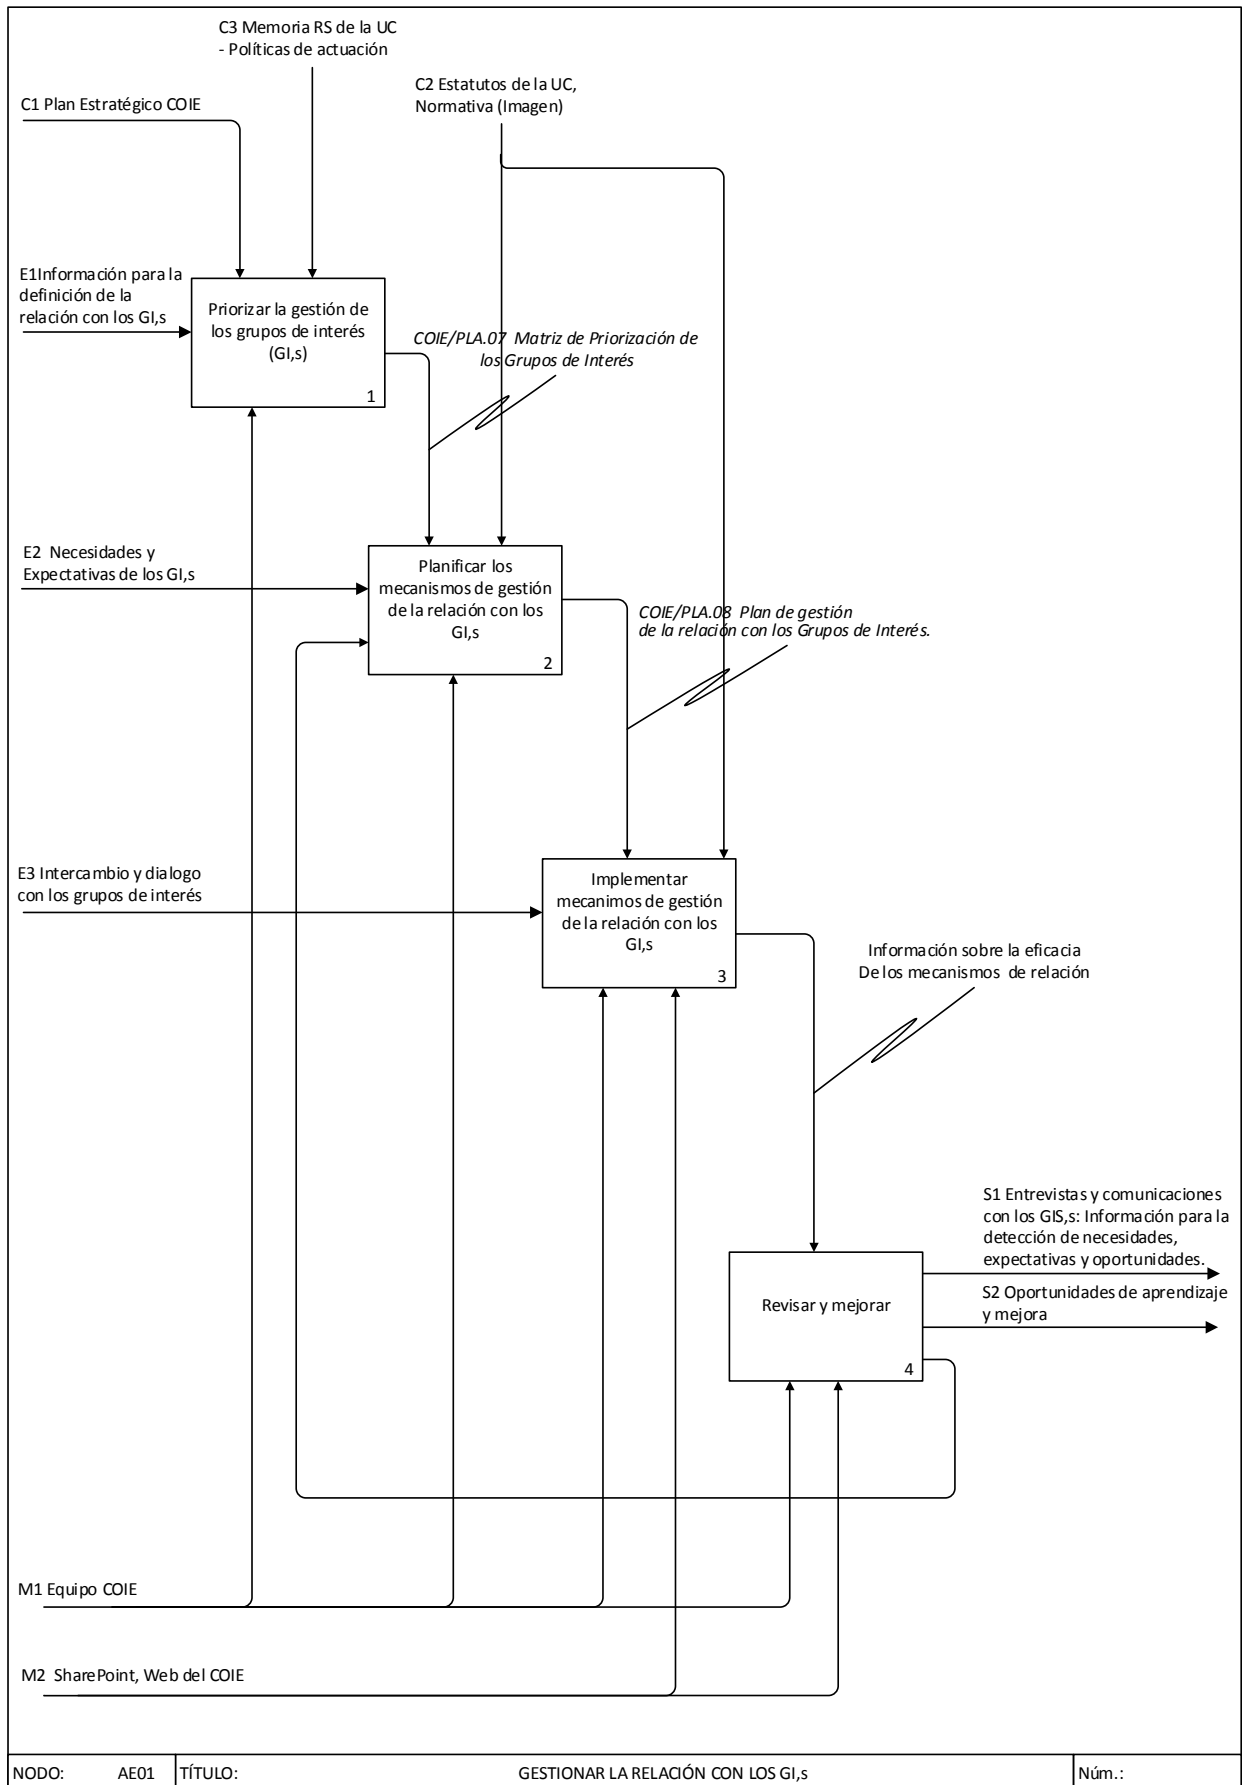 C3 Memoria RS de la UC
- Políticas de actuación
C2 Estatutos de la UC,
Normativa (Imagen)
C1 Plan Estratégico COIE
E1Información para la
definición de la
relación con los GI,s
Priorizar la gestión de
los grupos de interés
(GI,s)
1
COIE/PLA.07 Matriz de Priorización de
los Grupos de Interés
E2 Necesidades y
Expectativas de los GI,s
Planificar los
mecanismos de gestión
de la relación con los
GI,s
2
COIE/PLA.08 Plan de gestión
de la relación con los Grupos de Interés.
E3 Intercambio y dialogo
con los grupos de interés
Implementar
mecanimos de gestión
de la relación con los
GI,s
3
Información sobre la eficacia
De los mecanismos de relación
S1 Entrevistas y comunicaciones
con los GIS,s: Información para la
detección de necesidades,
expectativas y oportunidades.
S2 Oportunidades de aprendizaje
y mejora
Revisar y mejorar
4
M1 Equipo COIE
M2 SharePoint, Web del COIE
NODO: AE01 TÍTULO: GESTIONAR LA RELACIÓN CON LOS GI,s Núm.: